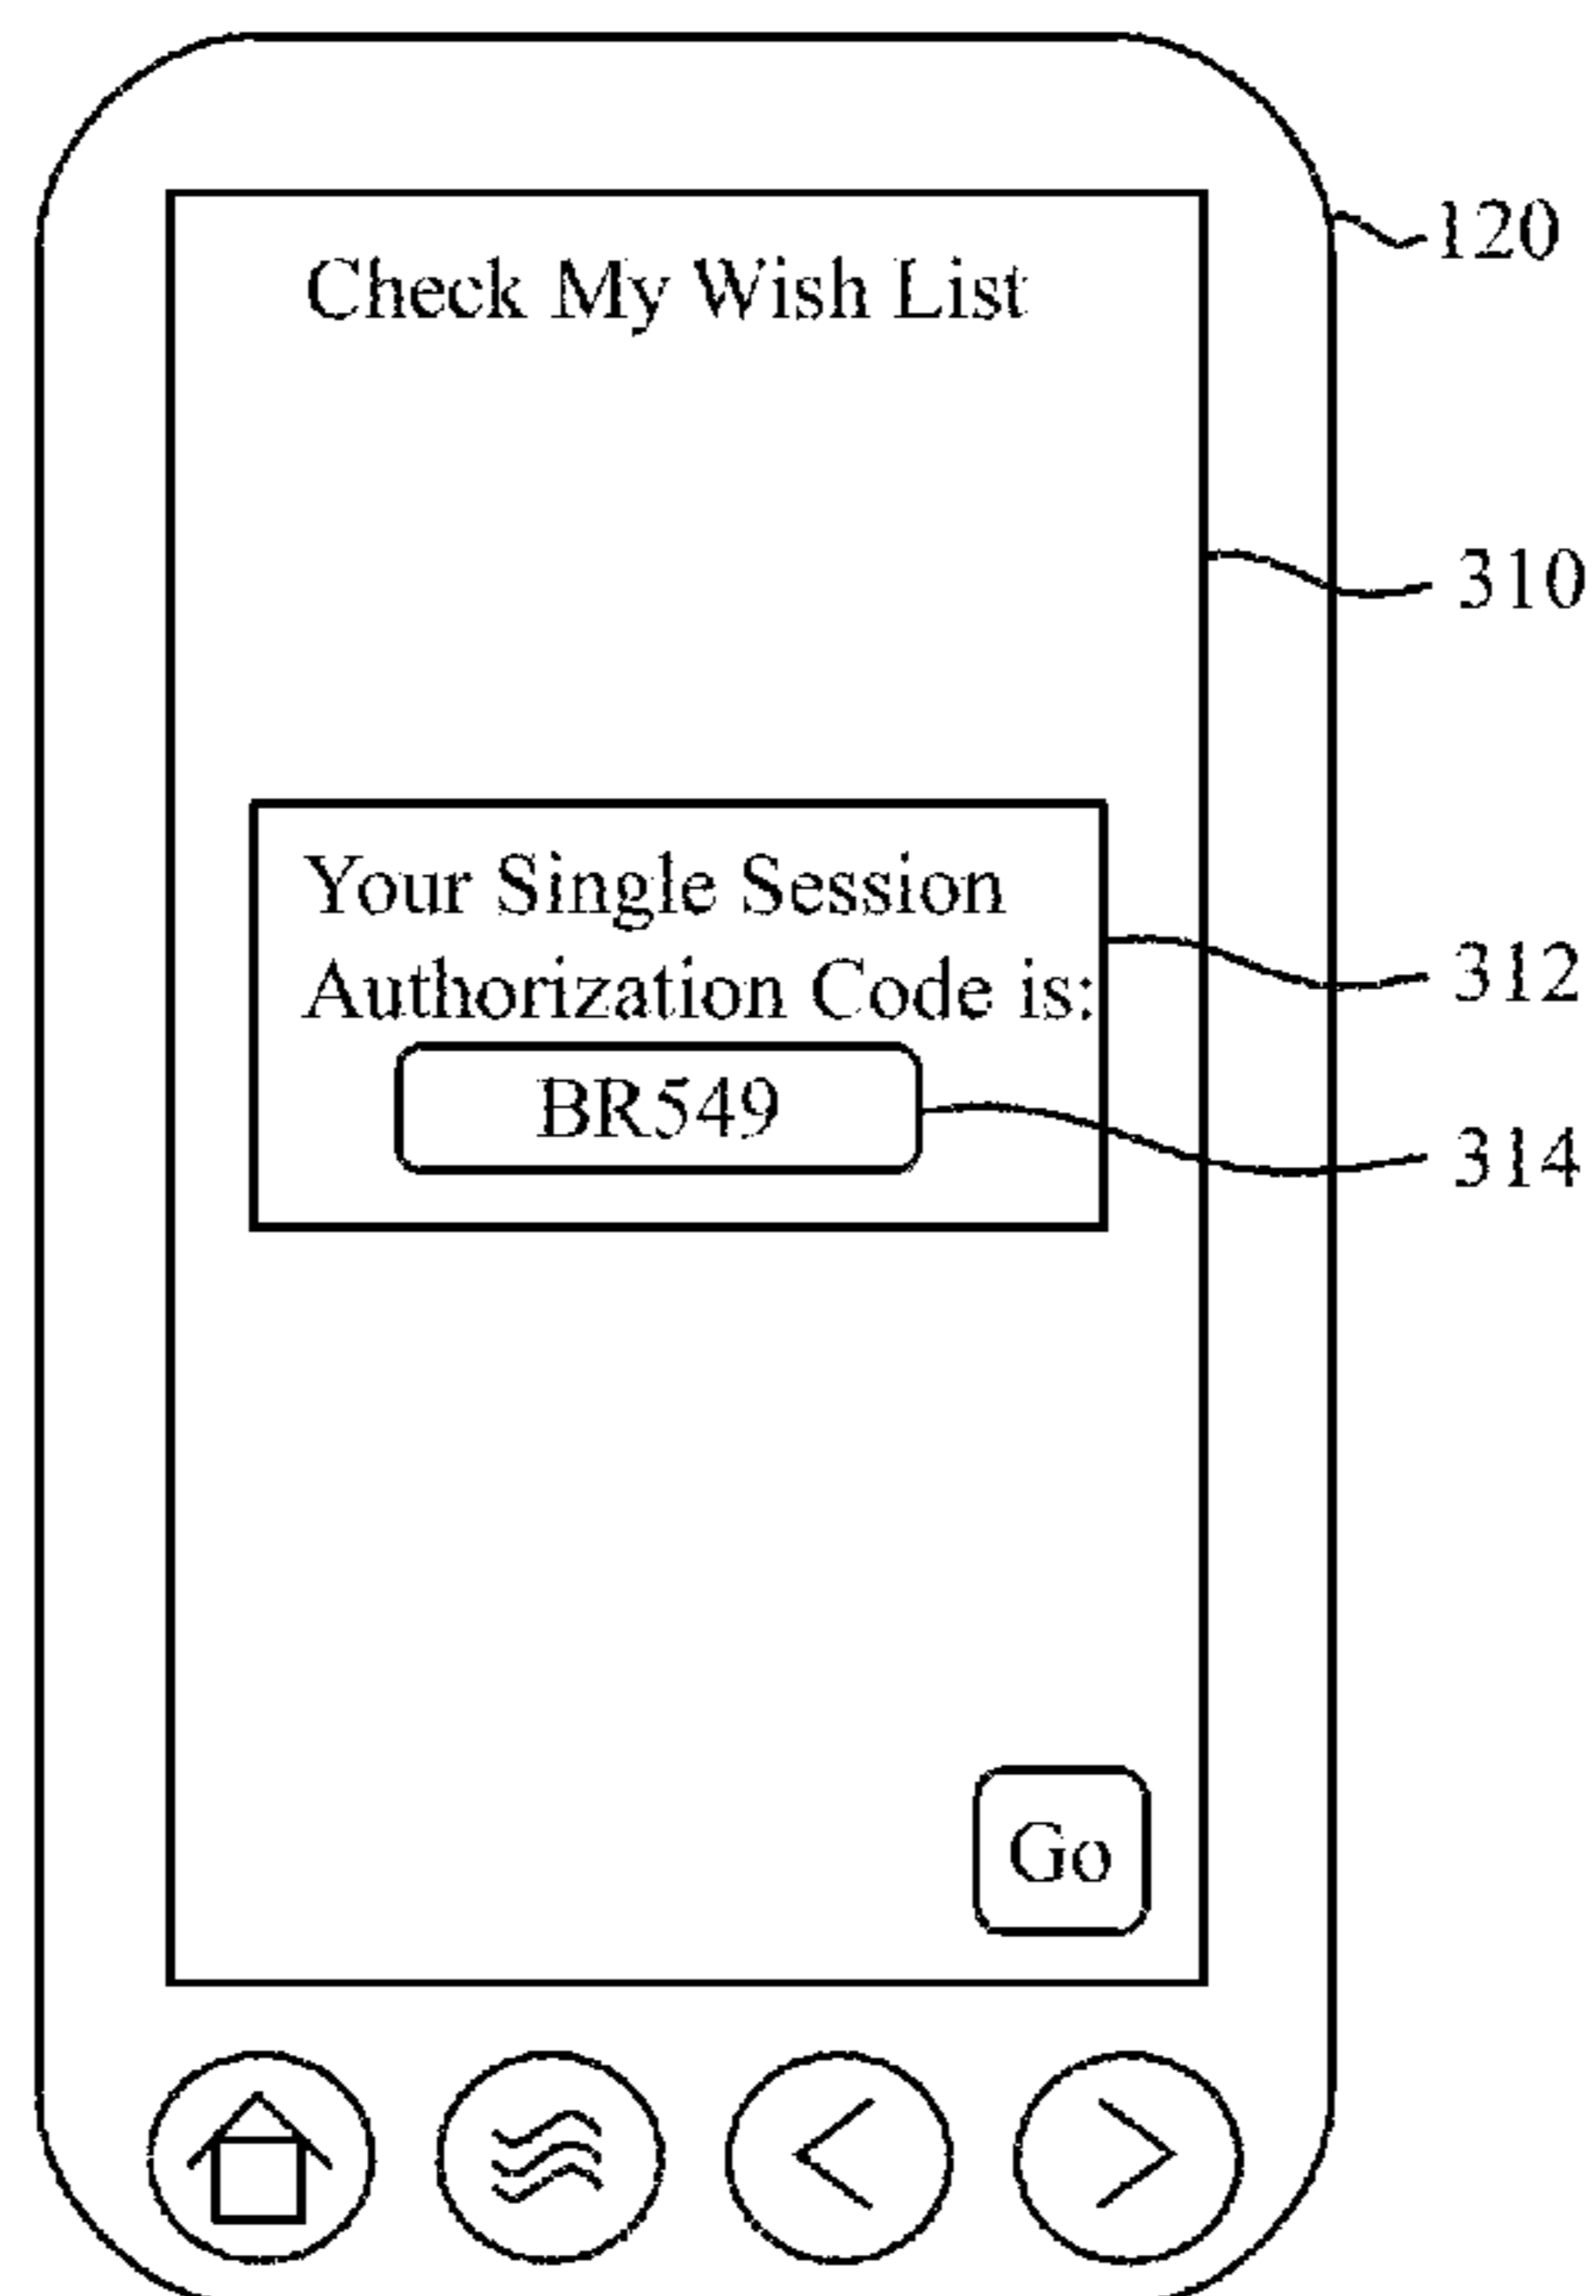 Check My Wish List
120
310
Your Single Session
Authorization Code is:
312
BR549
314
Go